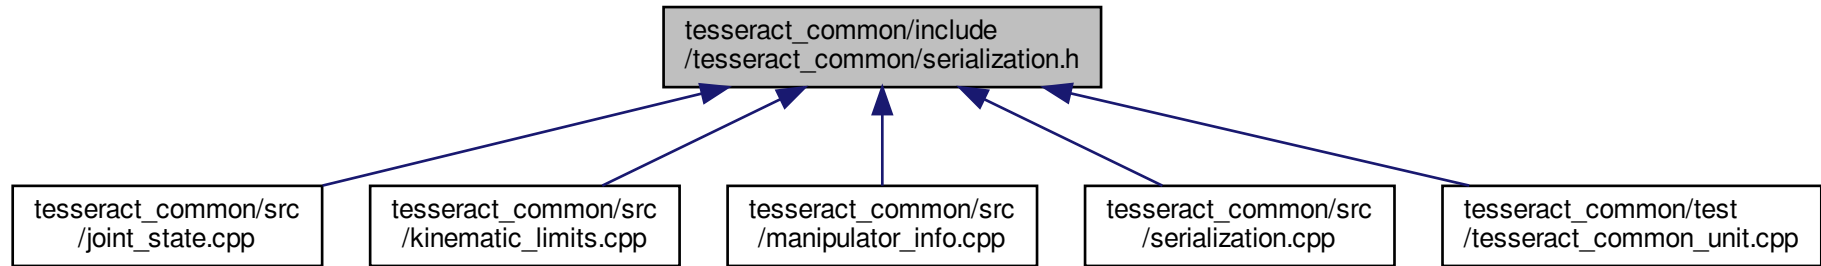 tesseract_common/include
/tesseract_common/serialization.h
tesseract_common/src
/joint_state.cpp
tesseract_common/src
/kinematic_limits.cpp
tesseract_common/src
/manipulator_info.cpp
tesseract_common/src
/serialization.cpp
tesseract_common/test
/tesseract_common_unit.cpp